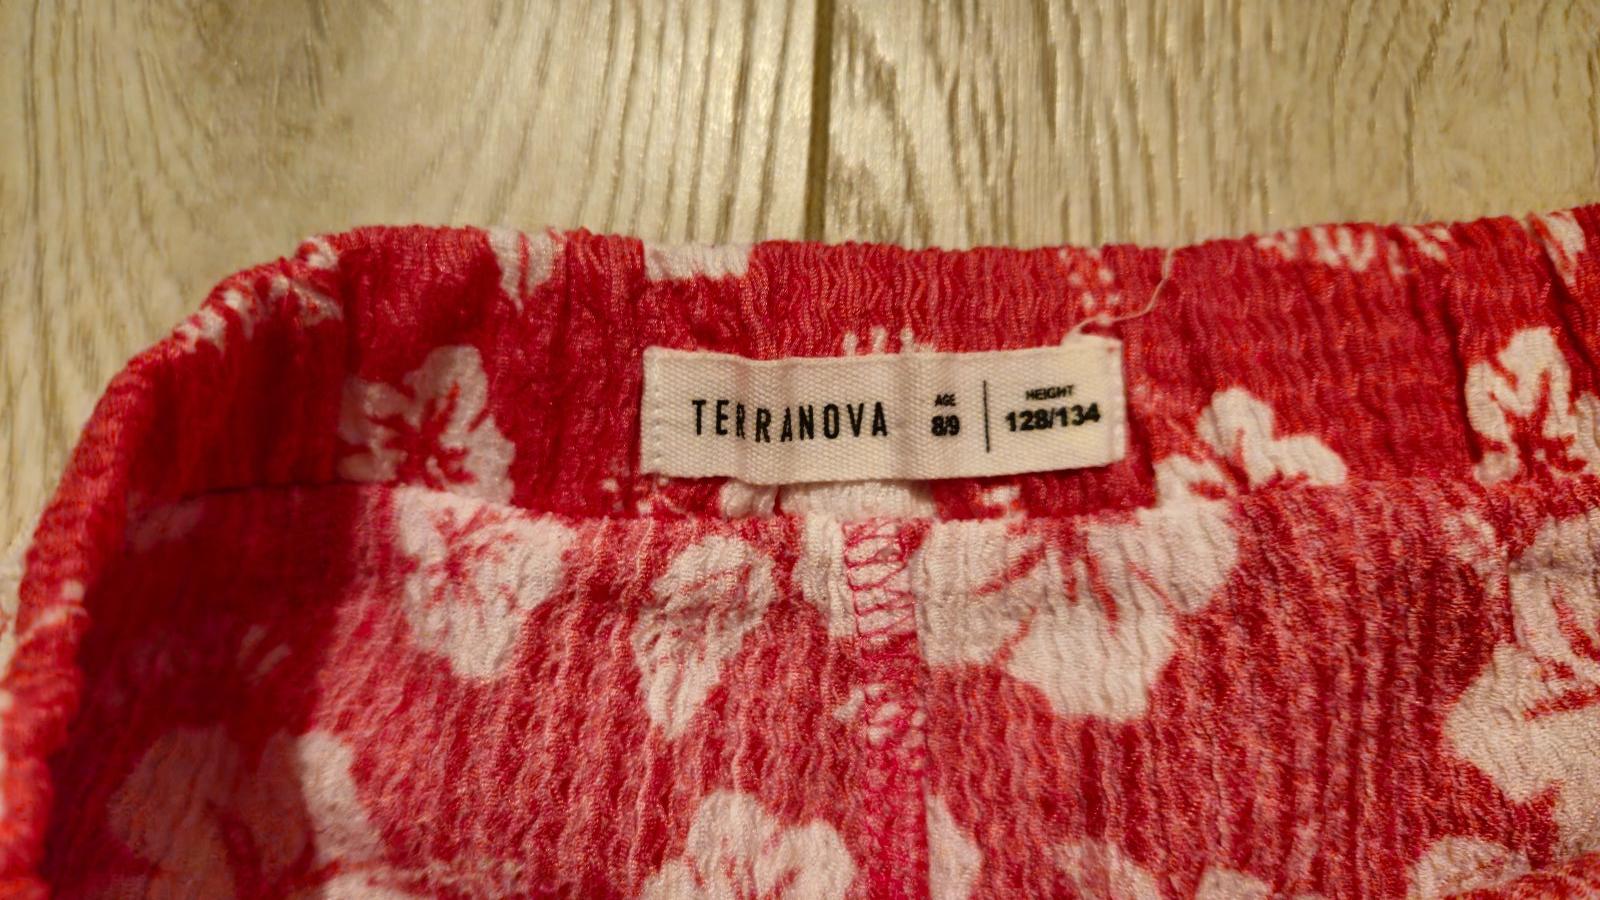 TERRANOVA
AGE
8/9
HEIGHT
128/134